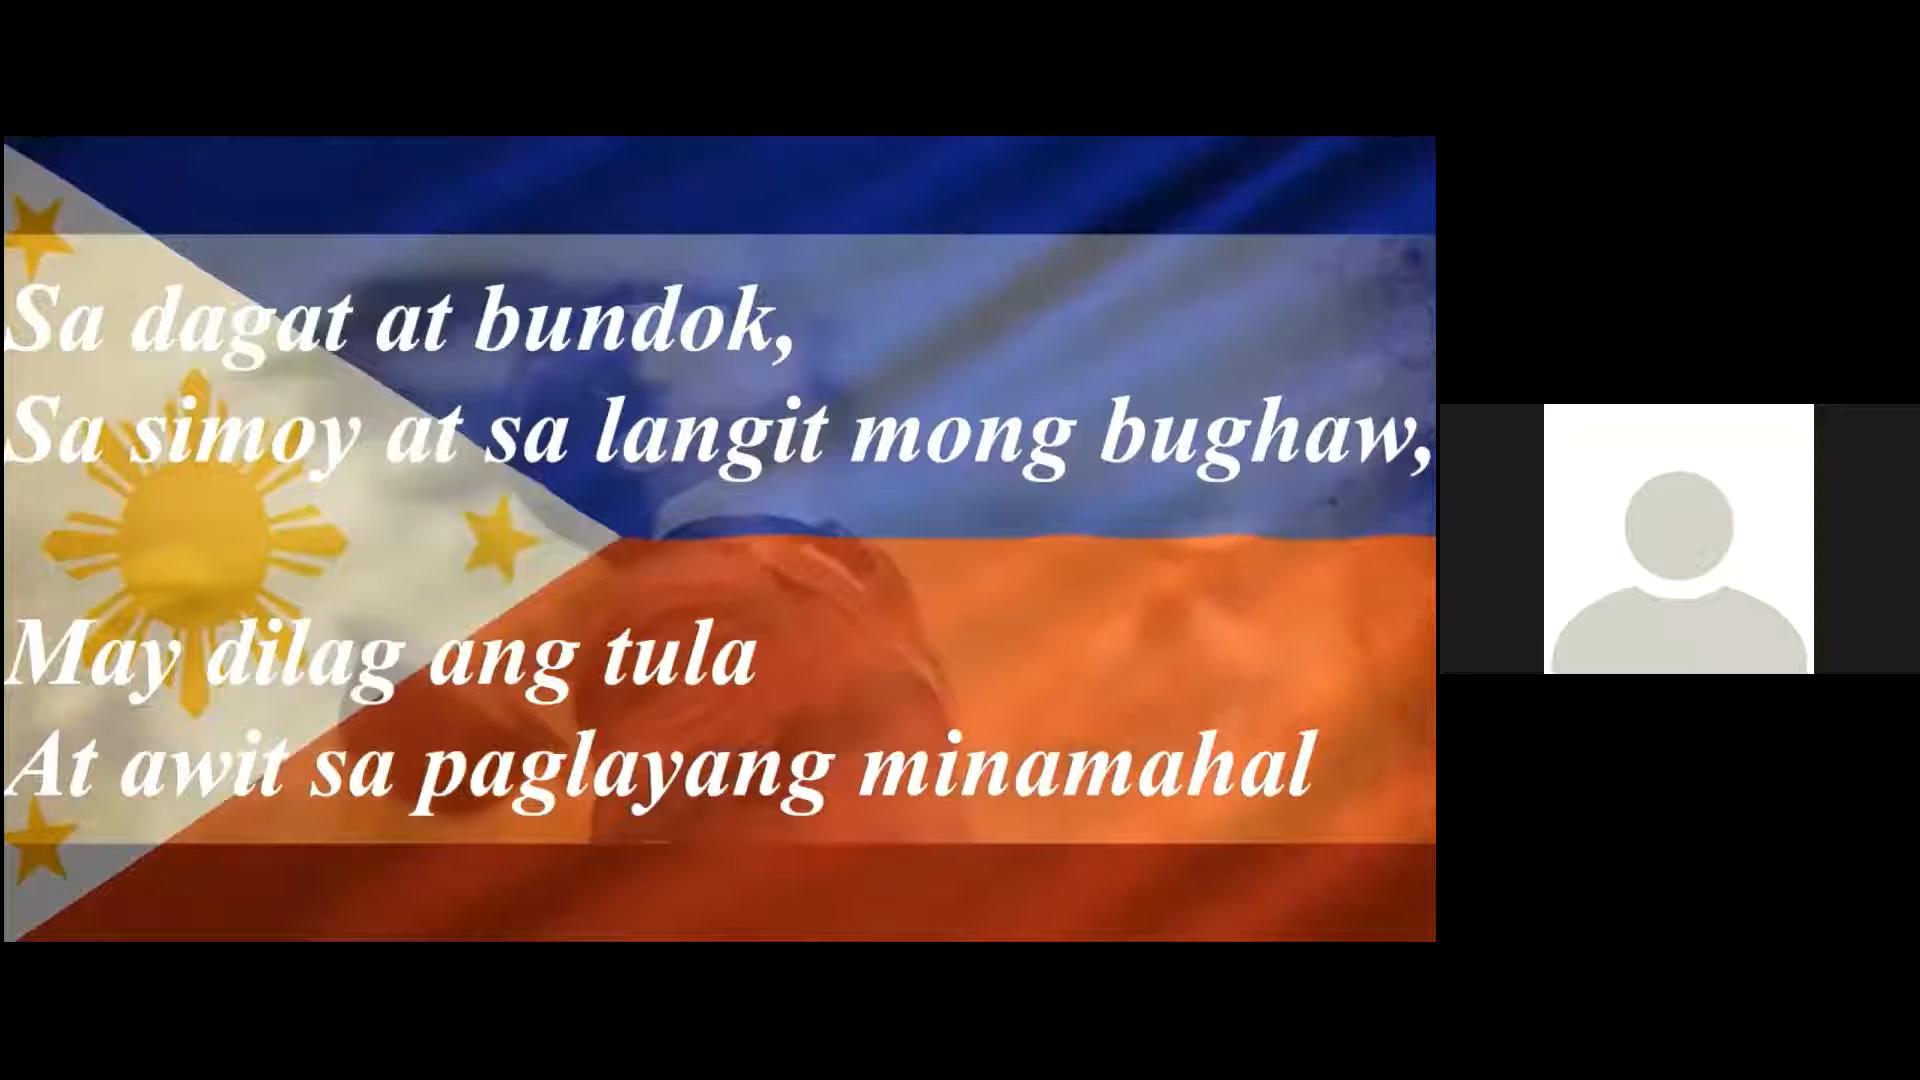 Sa dagat at bundok,
Sa simoy at sa langit mong bughaw,
May dilag ang tula
At awit sa paglayang minamahal